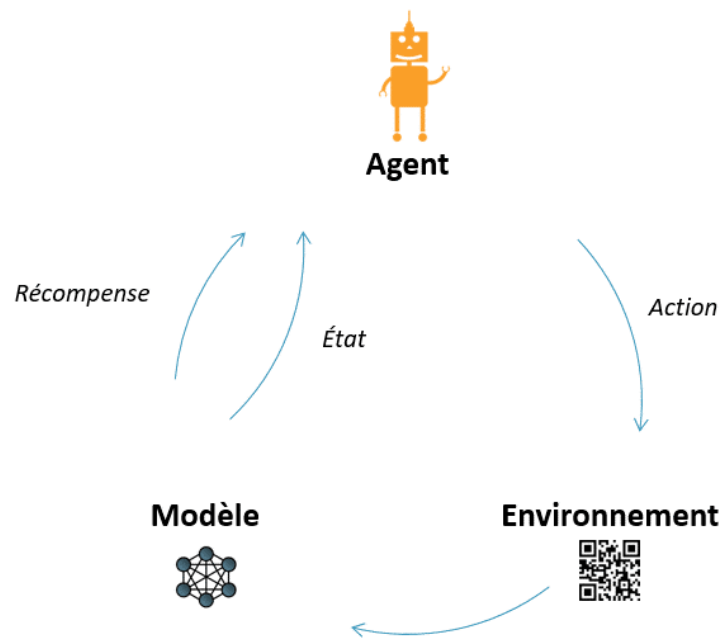 Agent
Récompense
Action
État
Modèle
Environnement